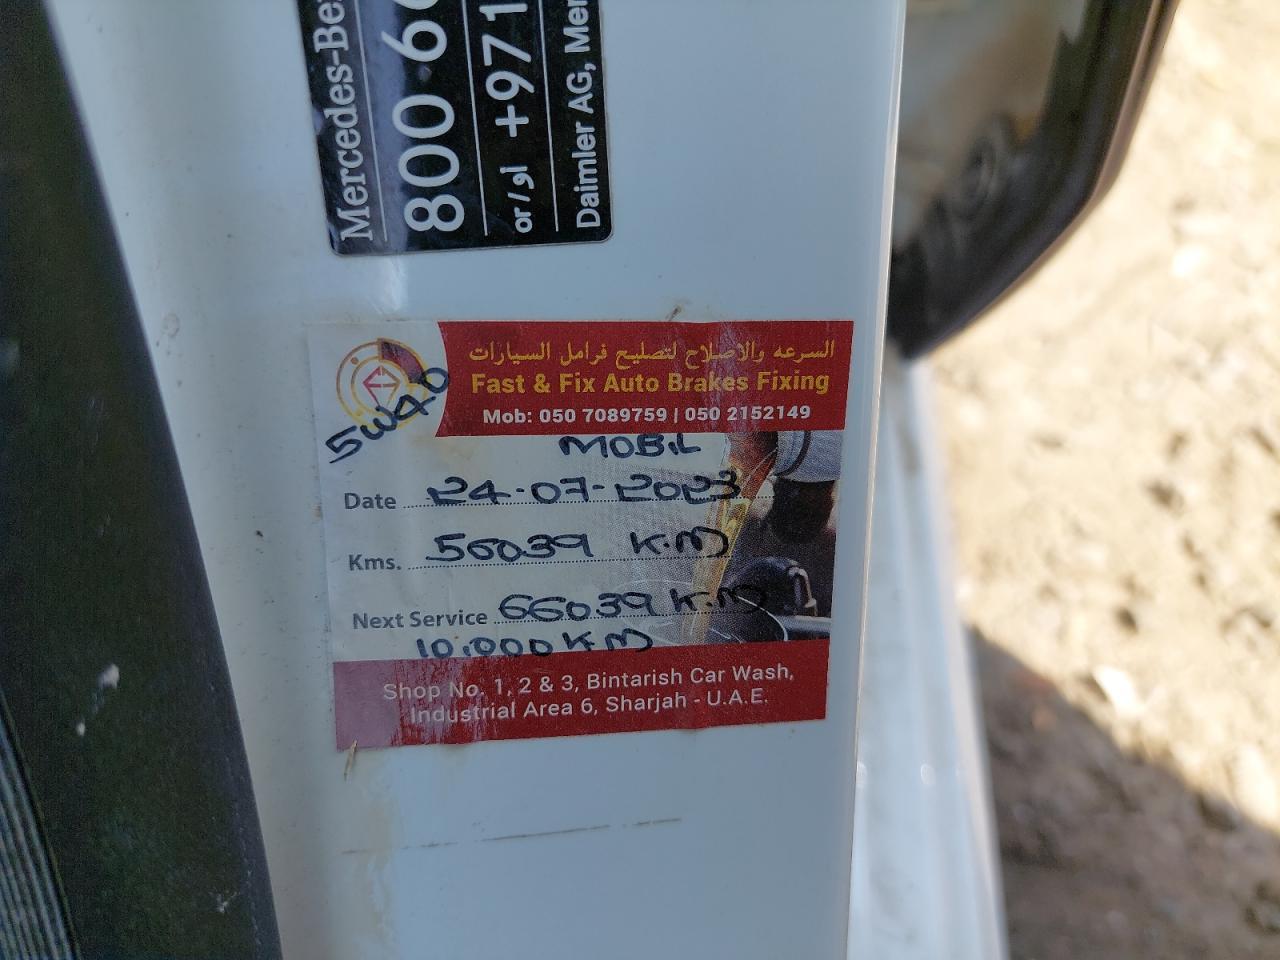 Mercedes-Be
800 6
or / أو +971
Daimler AG, Mer
السرعه والاصلاح لتصليح فرامل السيارات
Fast & Fix Auto Brakes Fixing
Mob: 050 7089759 | 050 2152149
5W40
MOBIL
Date 24-07-2023
Kms. 56039 K.M
Next Service 66039 K.M
10,000 KM
Shop No. 1, 2 & 3, Bintarish Car Wash,
Industrial Area 6, Sharjah - U.A.E.